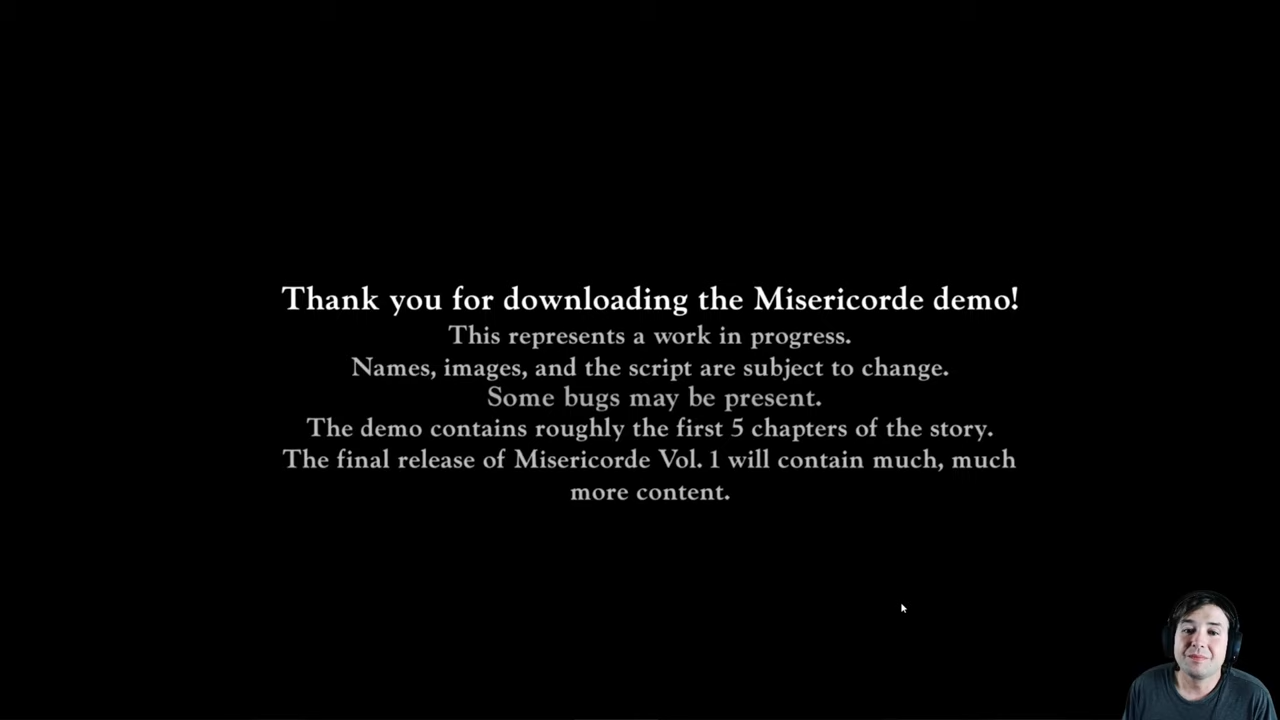 Thank you for downloading the Misericorde demo!
This represents a work in progress.
Names, images, and the script are subject to change.
Some bugs may be present.
The demo contains roughly the first 5 chapters of the story.
The final release of Misericorde Vol. 1 will contain much, much
more content.